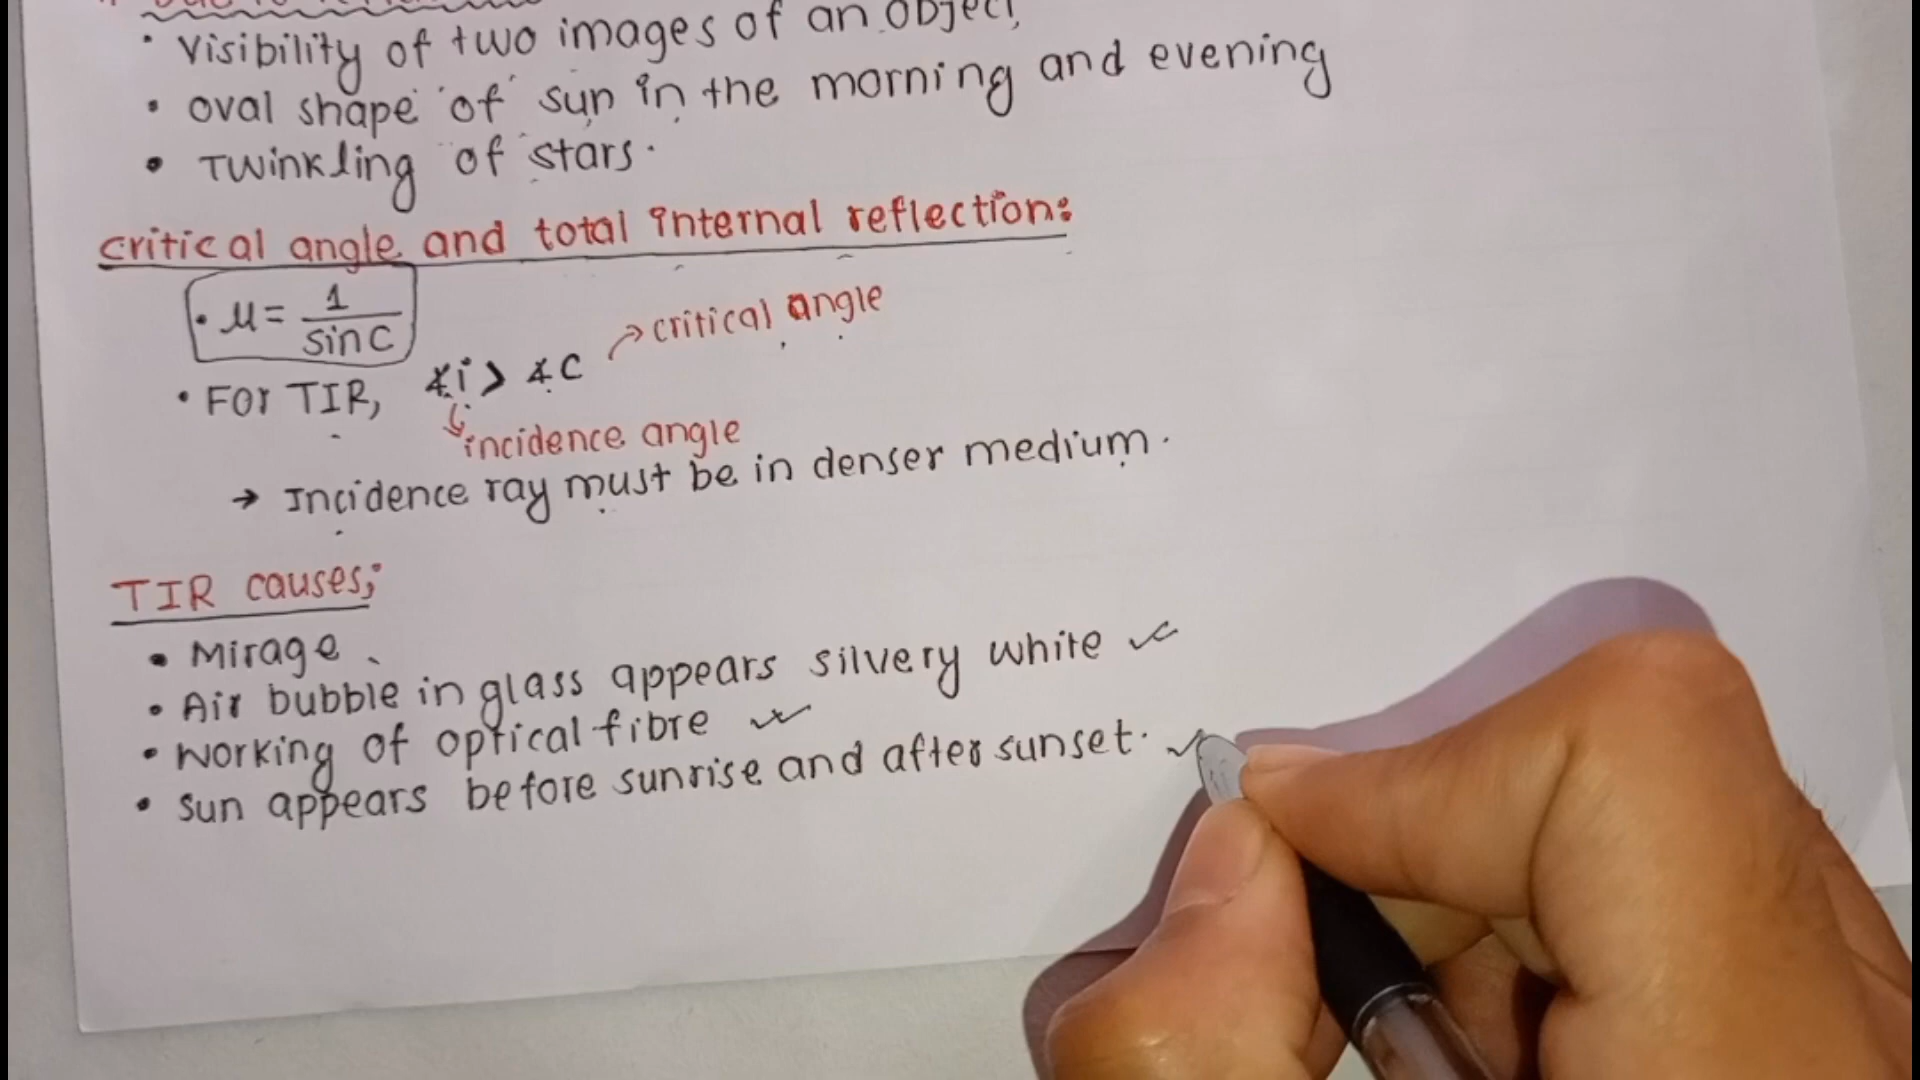 • Visibility of two images of an object
• oval shape of sun in the morning and evening
• Twinkling of stars.
critical angle and total internal reflection:
• μ = 1/sin c
→ critical angle
• For TIR, ∡i > ∡c
↳ incidence angle
→ Incidence ray must be in denser medium.
TIR causes;
• Mirage
• Air bubble in glass appears silvery white ✓
• working of optical fibre ✓
• sun appears before sunrise and after sunset. ✓